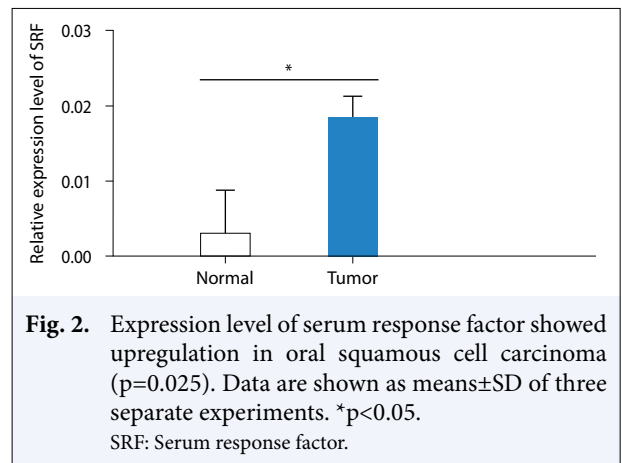 Relative expression level of SRF
0.03
0.02
0.01
0.00
*
Normal
Tumor
Fig. 2. Expression level of serum response factor showed
upregulation in oral squamous cell carcinoma
(p=0.025). Data are shown as means±SD of three
separate experiments. *p<0.05.
SRF: Serum response factor.